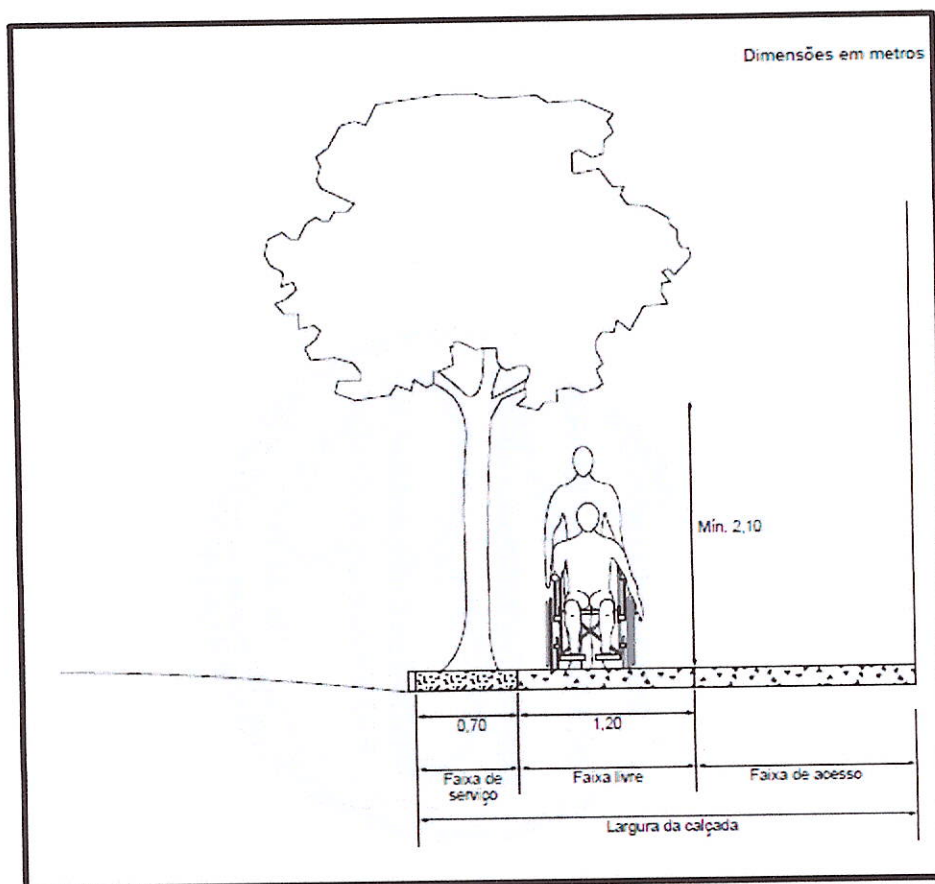 Dimensões em metros
Mín. 2,10
0,70
1,20
Faixa de
serviço
Faixa livre
Faixa de acesso
Largura da calçada